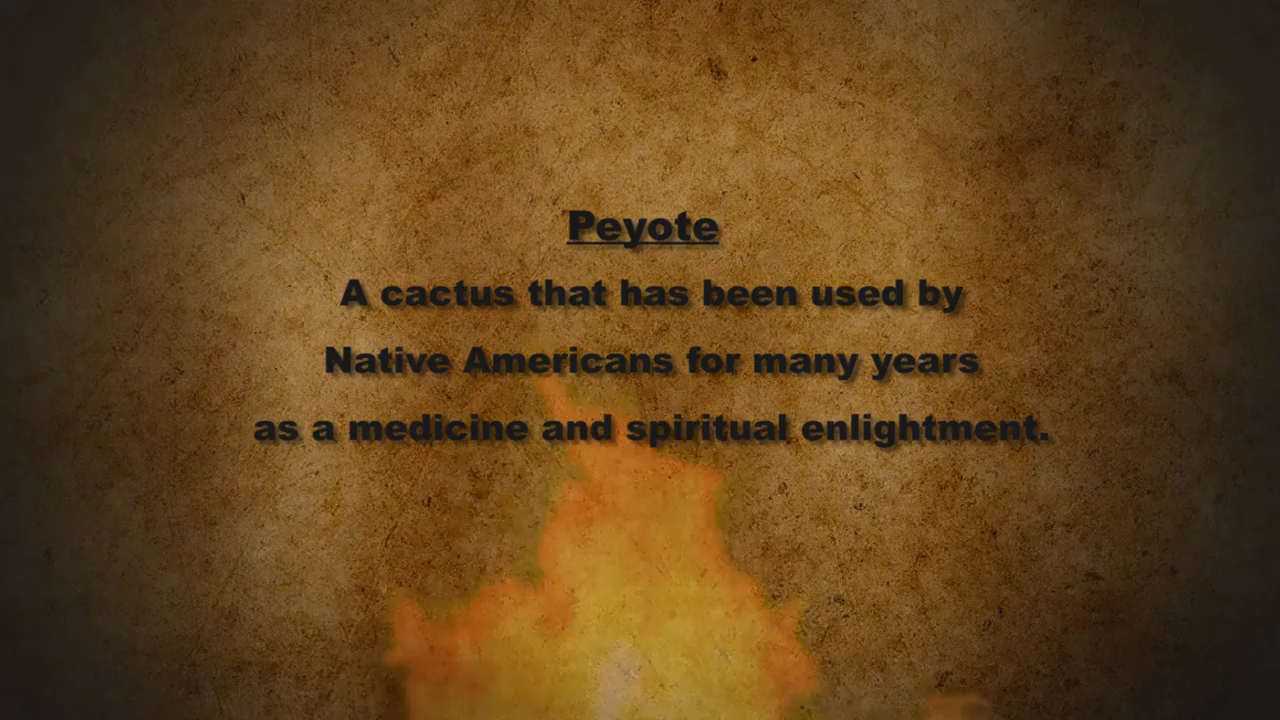 Peyote
A cactus that has been used by
Native Americans for many years
as a medicine and spiritual enlightment.